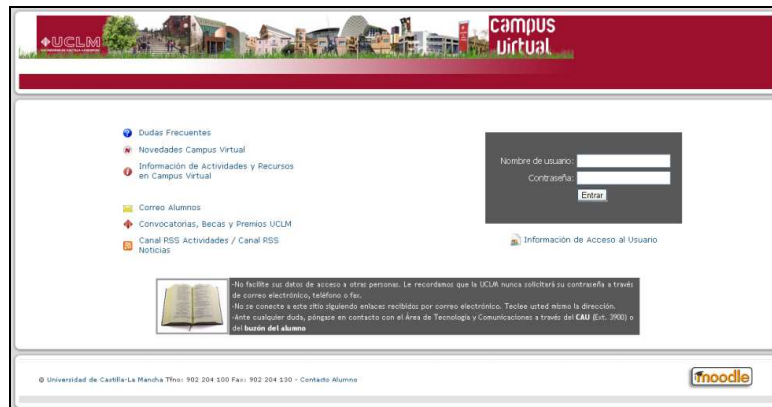 UCLM
campus
virtual
Dudas Frecuentes
Novedades Campus Virtual
Información de Actividades y Recursos
en Campus Virtual
Correo Alumnos
Convocatorias, Becas y Premios UCLM
Canal RSS Actividades / Canal RSS
Noticias
Nombre de usuario:
Contraseña:
Entrar
Información de Acceso al Usuario
-No facilite sus datos de acceso a otras personas. Le recordamos que la UCLM nunca solicitará su contraseña a través
de correo electrónico, teléfono o fax.
-No se conecte a este sitio siguiendo enlaces recibidos por correo electrónico. Teclee usted mismo la dirección.
-Ante cualquier duda, póngase en contacto con el Área de Tecnología y Comunicaciones a través del CAU (Ext. 2900) o
del buzón del alumno
© Universidad de Castilla-La Mancha Tfno: 902 204 100 Fax: 902 204 130 - Contacto Alumno
moodle